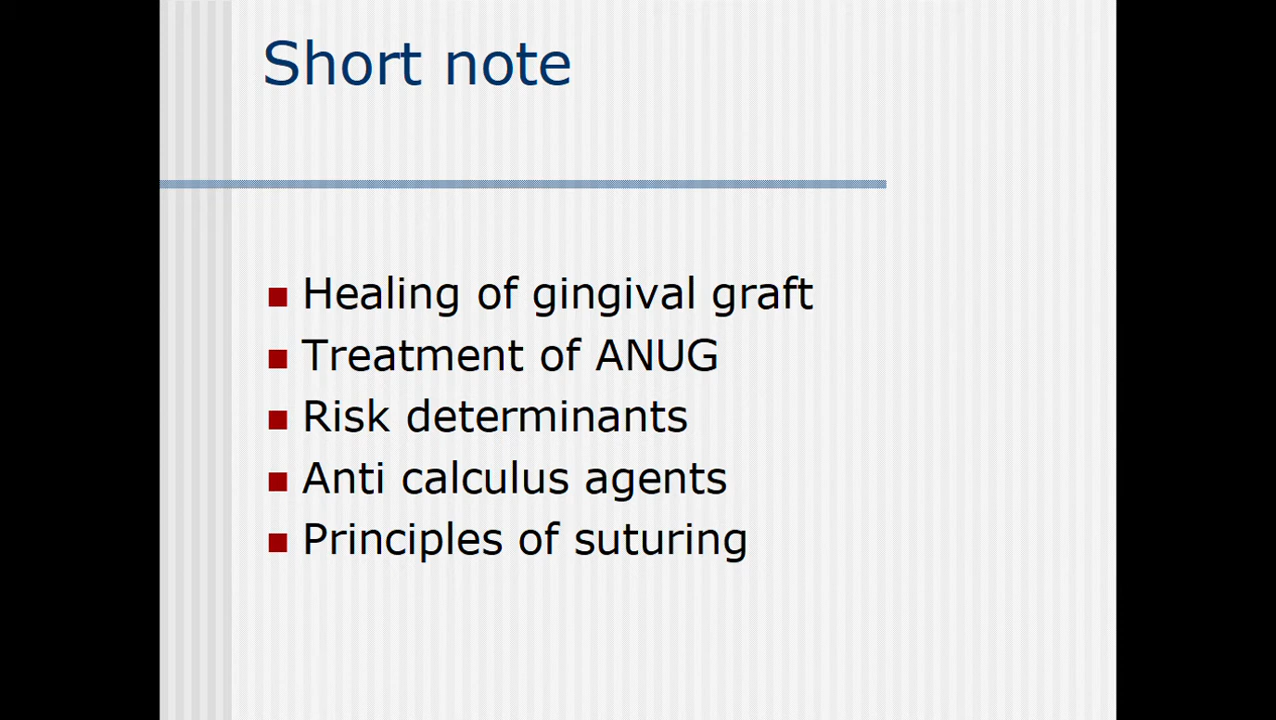 Short note
Healing of gingival graft
Treatment of ANUG
Risk determinants
Anti calculus agents
Principles of suturing